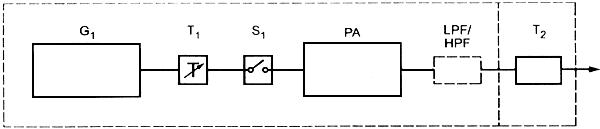 G1 T1 S1 PA LPF/ T2
HPF